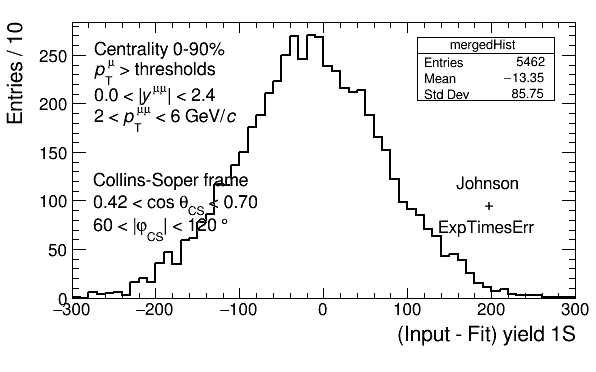 Entries / 10
Centrality 0-90%
p_T^μ > thresholds
0.0 < |y^μμ| < 2.4
2 < p_T^μμ < 6 GeV/c
Collins-Soper frame
0.42 < cos θ_CS < 0.70
60 < |φ_CS| < 120 °
mergedHist
Entries 5462
Mean −13.35
Std Dev 85.75
Johnson
+
ExpTimesErr
250
200
150
100
50
0
−300 −200 −100 0 100 200 300
(Input - Fit) yield 1S